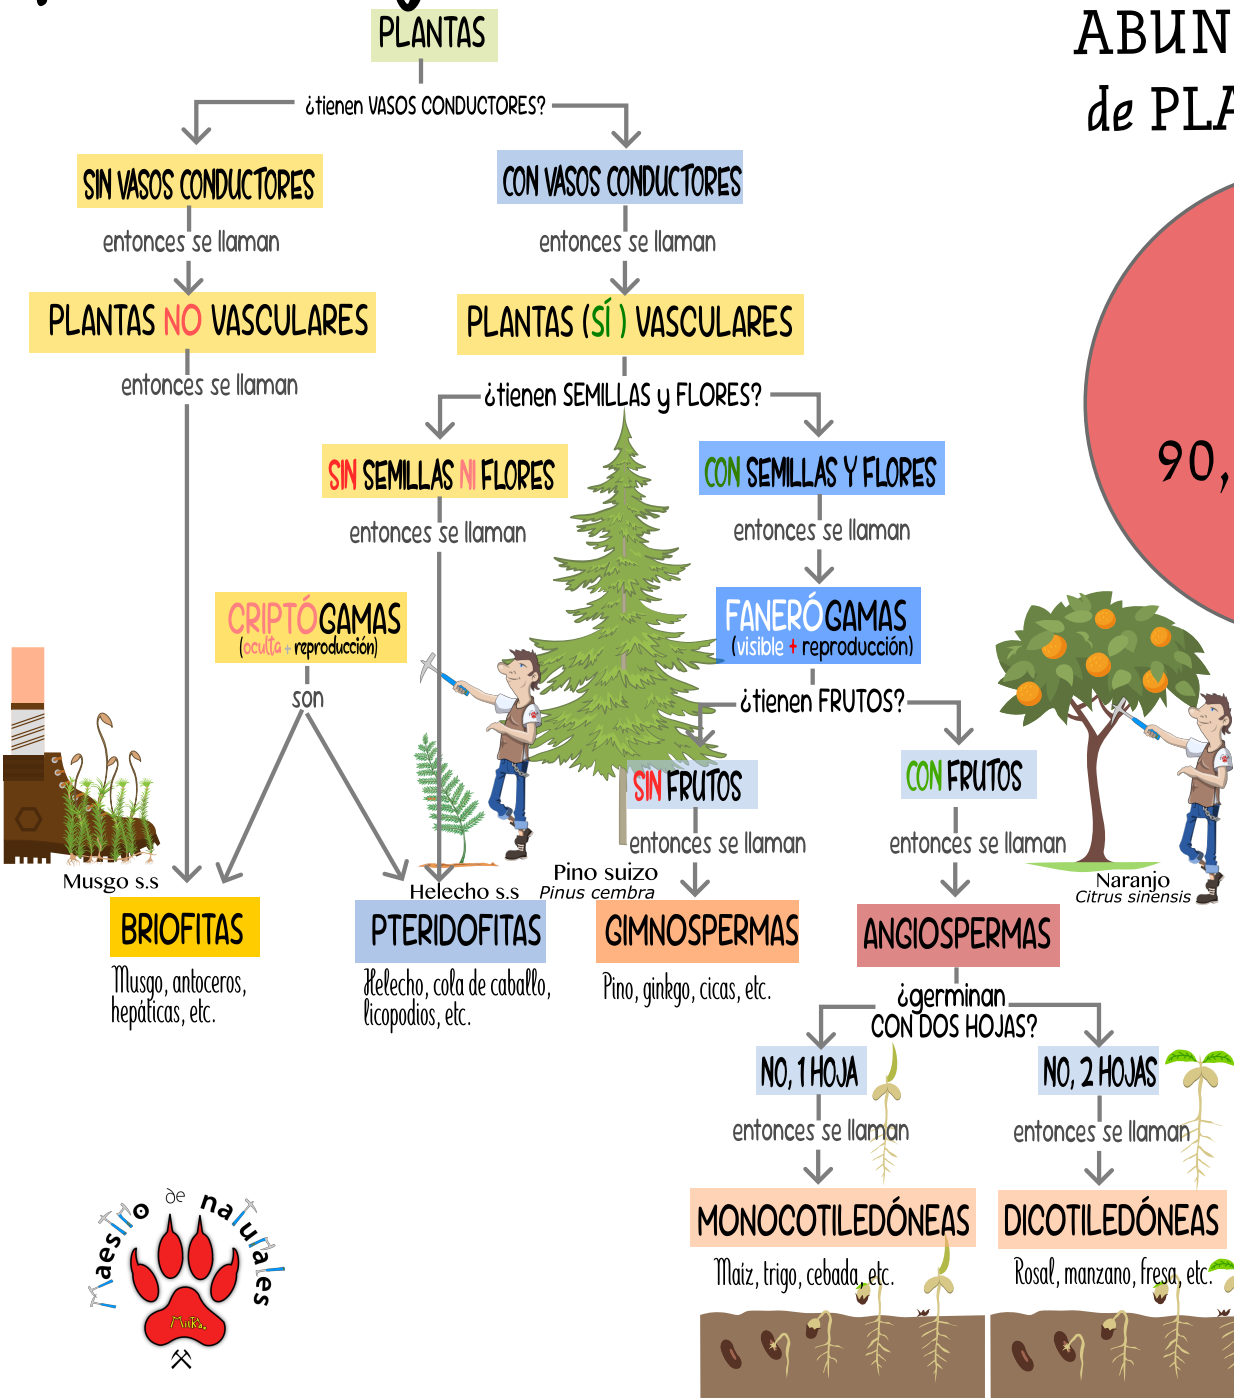 PLANTAS
¿tienen VASOS CONDUCTORES?
SIN VASOS CONDUCTORES
CON VASOS CONDUCTORES
entonces se llaman
entonces se llaman
PLANTAS NO VASCULARES
PLANTAS (SÍ ) VASCULARES
entonces se llaman
¿tienen SEMILLAS y FLORES?
SIN SEMILLAS NI FLORES
CON SEMILLAS Y FLORES
entonces se llaman
entonces se llaman
CRIPTÓGAMAS
(oculta + reproducción)
FANERÓGAMAS
(visible + reproducción)
son
¿tienen FRUTOS?
SIN FRUTOS
CON FRUTOS
entonces se llaman
entonces se llaman
Musgo s.s
Helecho s.s
Pino suizo
Pinus cembra
Naranjo
Citrus sinensis
BRIOFITAS
PTERIDOFITAS
GIMNOSPERMAS
ANGIOSPERMAS
Musgo, antoceros,
hepáticas, etc.
Helecho, cola de caballo,
licopodios, etc.
Pino, ginkgo, cicas, etc.
¿germinan
CON DOS HOJAS?
NO, 1 HOJA
NO, 2 HOJAS
entonces se llaman
entonces se llaman
MONOCOTILEDÓNEAS
DICOTILEDÓNEAS
Maiz, trigo, cebada, etc.
Rosal, manzano, fresa, etc.
Maestro de naturales
Mitka.
ABUN
de PLA
90,